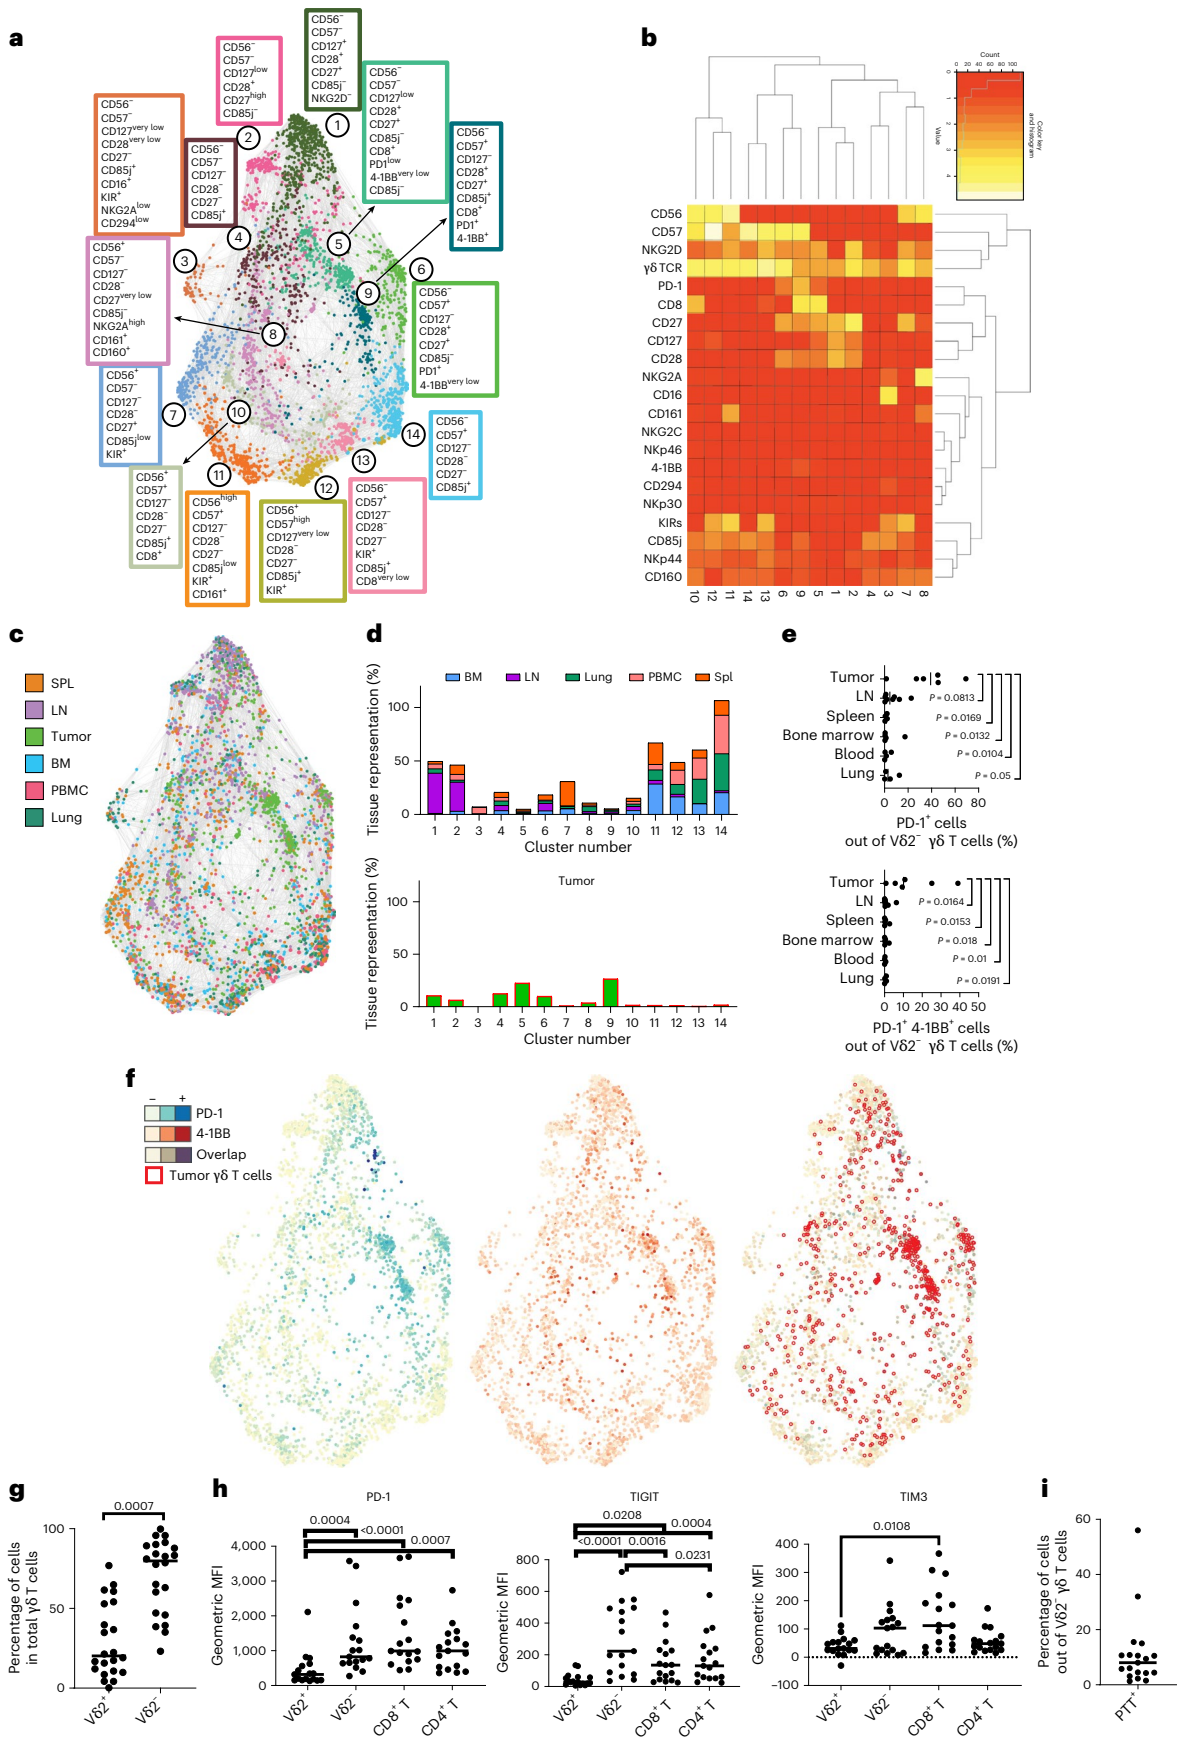 a
CD56⁻
CD57⁻
CD127⁺
CD28⁺
CD27⁺
CD85j⁻
NKG2D⁻
1
CD56⁻
CD57⁻
CD127low
CD28⁺
CD27high
CD85j⁻
2
CD56⁻
CD57⁻
CD127very low
CD28very low
CD27⁻
CD85j⁺
CD16⁺
KIR⁺
NKG2Alow
CD294low
3
CD56⁻
CD57⁻
CD127⁻
CD28⁻
CD27⁻
CD85j⁺
4
CD56⁻
CD57⁻
CD127low
CD28⁺
CD27⁺
CD85j⁻
CD8⁺
PD1low
4-1BBvery low
CD85j⁻
5
CD56⁻
CD57⁺
CD127⁻
CD28⁺
CD27⁺
CD85j⁺
CD8⁺
PD1⁺
4-1BB⁺
9
6
CD56⁻
CD57⁺
CD127⁻
CD28⁺
CD27⁺
CD85j⁻
PD1⁺
4-1BBvery low
CD56⁺
CD57⁻
CD127⁻
CD28⁻
CD27very low
CD85j⁻
NKG2Ahigh
CD161⁺
CD160⁺
8
CD56⁺
CD57⁻
CD127⁻
CD28⁻
CD27⁺
CD85jlow
KIR⁺
7
10
CD56⁺
CD57⁺
CD127⁻
CD28⁻
CD27⁻
CD85j⁺
CD8⁺
11
CD56high
CD57⁺
CD127⁻
CD28⁻
CD27⁻
CD85jlow
KIR⁺
CD161⁺
12
CD56⁺
CD57high
CD127very low
CD28⁻
CD27⁻
CD85j⁺
KIR⁺
13
CD56⁻
CD57⁺
CD127⁻
CD28⁻
CD27⁻
KIR⁺
CD85j⁺
CD8very low
14
CD56⁻
CD57⁺
CD127⁻
CD28⁻
CD27⁻
CD85j⁺
b
Count
0 20 40 60 80 100
0 1 2 3 4
Value
Color key
and histogram
CD56
CD57
NKG2D
γδ TCR
PD-1
CD8
CD27
CD127
CD28
NKG2A
CD16
CD161
NKG2C
NKp46
4-1BB
CD294
NKp30
KIRs
CD85j
NKp44
CD160
10 12 11 14 13 6 9 5 1 2 4 3 7 8
c
SPL
LN
Tumor
BM
PBMC
Lung
d
BM LN Lung PBMC Spl
Tissue representation (%)
100
50
0
1 2 3 4 5 6 7 8 9 10 11 12 13 14
Cluster number
Tumor
Tissue representation (%)
100
50
0
1 2 3 4 5 6 7 8 9 10 11 12 13 14
Cluster number
e
Tumor
LN
Spleen
Bone marrow
Blood
Lung
P = 0.0813
P = 0.0169
P = 0.0132
P = 0.0104
P = 0.05
0 20 40 60 80
PD-1⁺ cells
out of Vδ2⁻ γδ T cells (%)
Tumor
LN
Spleen
Bone marrow
Blood
Lung
P = 0.0164
P = 0.0153
P = 0.018
P = 0.01
P = 0.0191
0 10 20 30 40 50
PD-1⁺ 4-1BB⁺ cells
out of Vδ2⁻ γδ T cells (%)
f
− +
PD-1
4-1BB
Overlap
Tumor γδ T cells
g
0.0007
Percentage of cells
in total γδ T cells
100
50
0
Vδ2⁺ Vδ2⁻
h
PD-1
0.0004
<0.0001
0.0007
Geometric MFI
4,000
3,000
2,000
1,000
0
Vδ2⁺ Vδ2⁻ CD8⁺ T CD4⁺ T
TIGIT
0.0208
0.0004
<0.0001 0.0016
0.0231
Geometric MFI
800
600
400
200
0
Vδ2⁺ Vδ2⁻ CD8⁺ T CD4⁺ T
TIM3
0.0108
Geometric MFI
400
300
200
100
0
−100
Vδ2⁺ Vδ2⁻ CD8⁺ T CD4⁺ T
i
Percentage of cells
out of Vδ2⁻ γδ T cells
60
40
20
0
PTT⁺